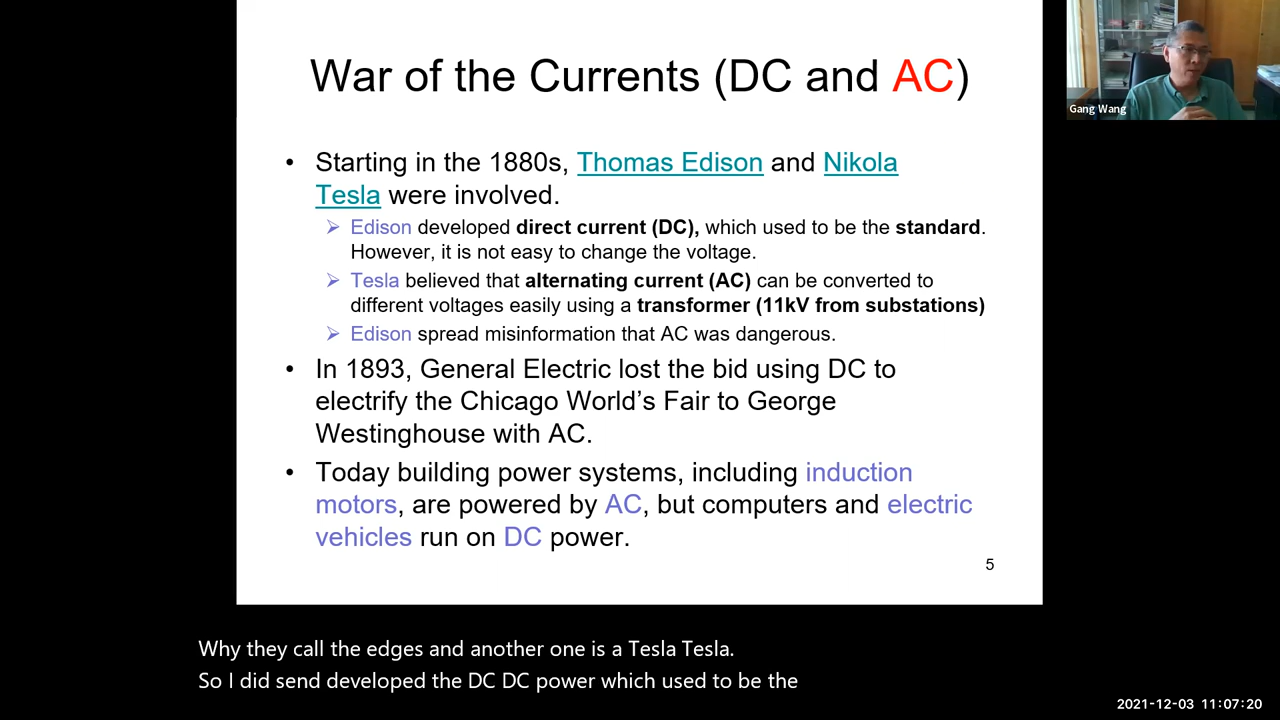 War of the Currents (DC and AC)
Gang Wang
• Starting in the 1880s, Thomas Edison and Nikola
Tesla were involved.
➢ Edison developed direct current (DC), which used to be the standard.
However, it is not easy to change the voltage.
➢ Tesla believed that alternating current (AC) can be converted to
different voltages easily using a transformer (11kV from substations)
➢ Edison spread misinformation that AC was dangerous.
• In 1893, General Electric lost the bid using DC to
electrify the Chicago World’s Fair to George
Westinghouse with AC.
• Today building power systems, including induction
motors, are powered by AC, but computers and electric
vehicles run on DC power.
5
Why they call the edges and another one is a Tesla Tesla.
So I did send developed the DC DC power which used to be the
2021-12-03 11:07:20